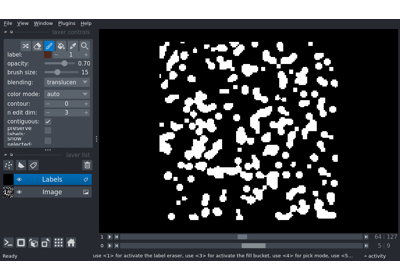 File View Window Plugins Help
layer controls
label: 1
opacity: 0.70
brush size: 15
blending: translucen
color mode: auto
contour: 0
n edit dim: 3
contiguous:
preserve labels:
show selected:
layer list
Labels
Image
0 64 127
1 5 9
Ready use <1> for activate the label eraser, use <3> for activate the fill bucket, use <4> for pick mode, use <5... activity